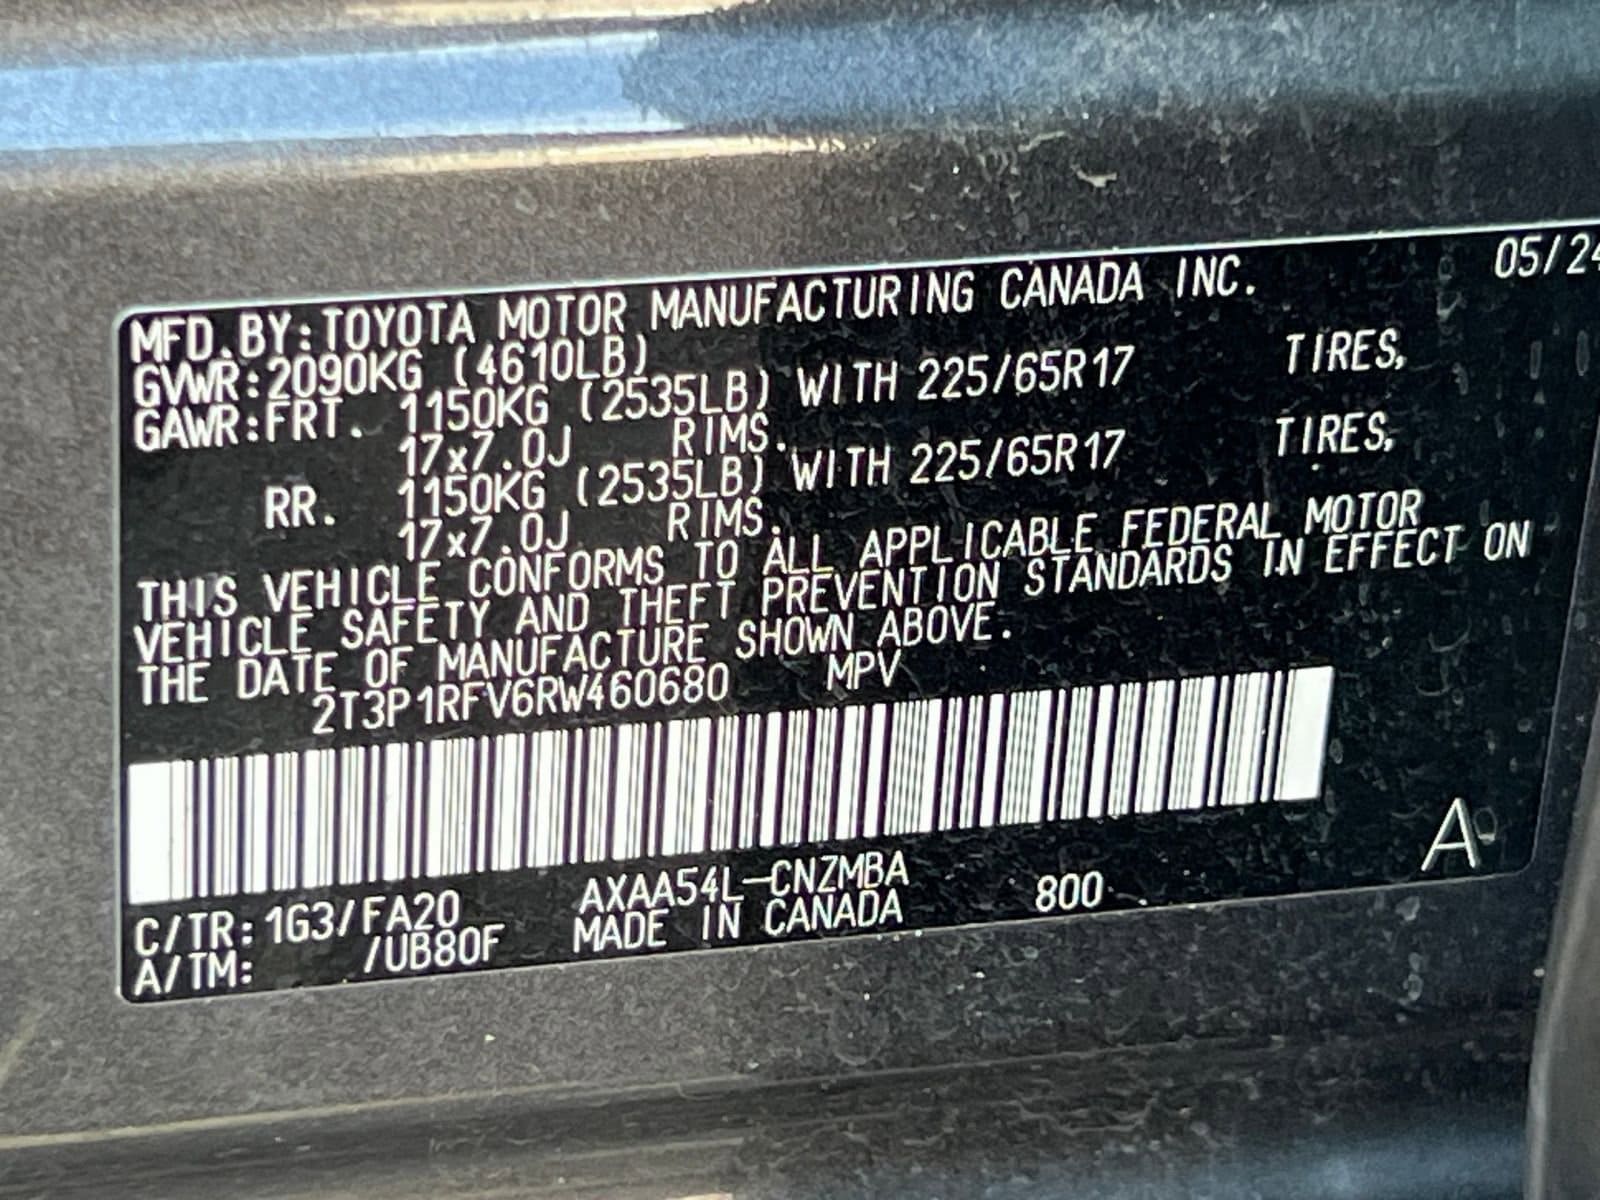 05/24
MFD.BY:TOYOTA MOTOR MANUFACTURING CANADA INC.
GVWR:2090KG (4610LB)
GAWR:FRT. 1150KG (2535LB) WITH 225/65R17 TIRES,
17x7.0J RIMS.
RR. 1150KG (2535LB) WITH 225/65R17 TIRES,
17x7.0J RIMS.
THIS VEHICLE CONFORMS TO ALL APPLICABLE FEDERAL MOTOR
VEHICLE SAFETY AND THEFT PREVENTION STANDARDS IN EFFECT ON
THE DATE OF MANUFACTURE SHOWN ABOVE.
2T3P1RFV6RW460680 MPV
A
C/TR:1G3/FA20 AXAA54L-CNZMBA 800
A/TM: /UB80F MADE IN CANADA